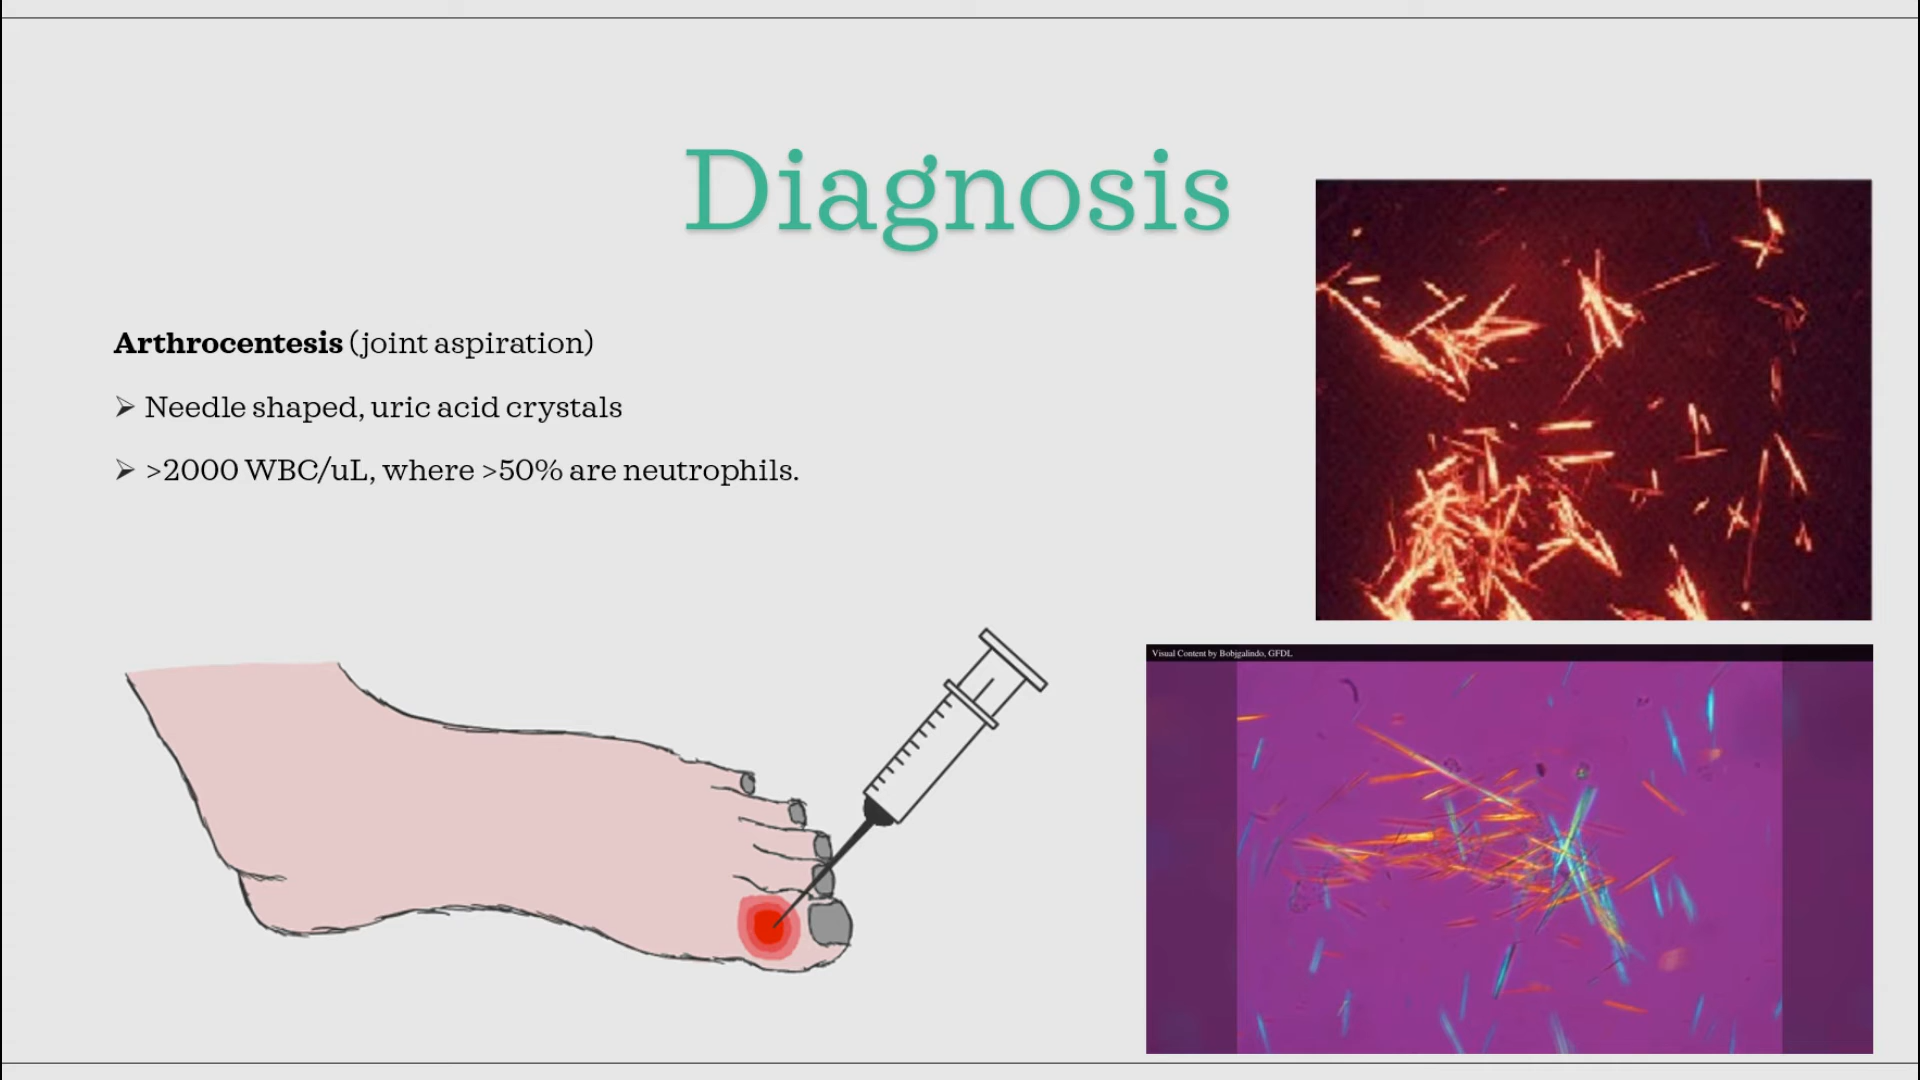 Diagnosis
Arthrocentesis (joint aspiration)
➢ Needle shaped, uric acid crystals
➢ >2000 WBC/uL, where >50% are neutrophils.
Visual Content by Bobjgalindo, GFDL